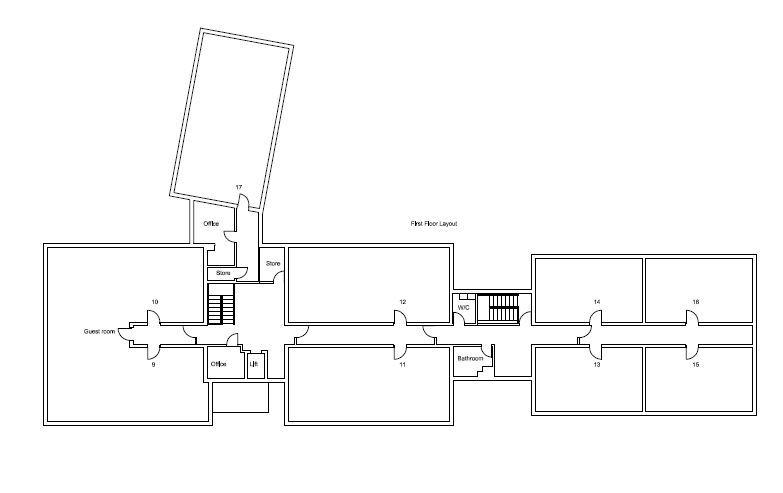 17
Office
First Floor Layout
Store
Store
10
12
14
16
W/C
Guest room
9
Office
Lift
11
Bathroom
13
15